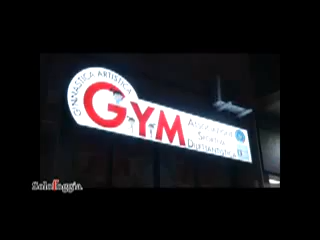 GINNASTICA ARTISTICA
GYM
Associazione
Sportiva
Dilettantistica
SoloFoggia